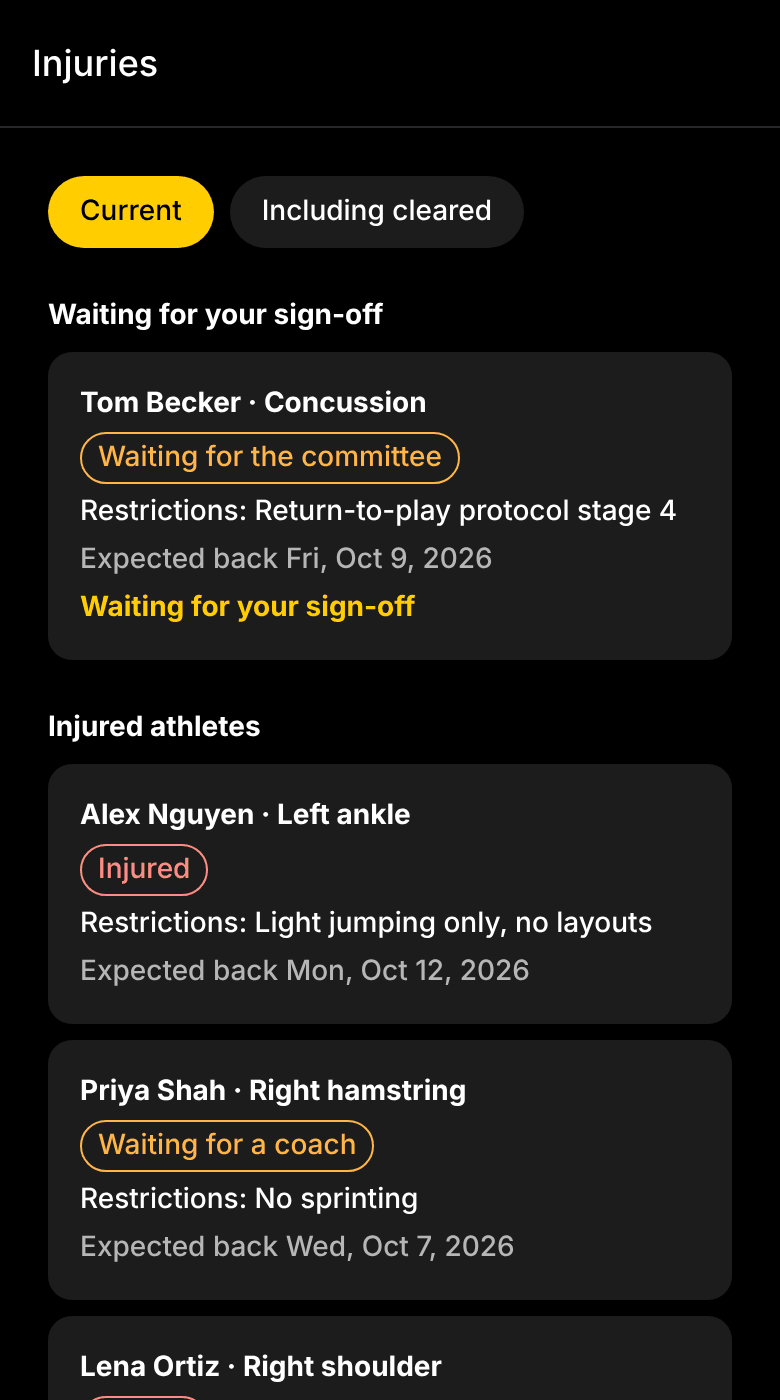 Injuries
Current
Including cleared
Waiting for your sign-off
Tom Becker · Concussion
Waiting for the committee
Restrictions: Return-to-play protocol stage 4
Expected back Fri, Oct 9, 2026
Waiting for your sign-off
Injured athletes
Alex Nguyen · Left ankle
Injured
Restrictions: Light jumping only, no layouts
Expected back Mon, Oct 12, 2026
Priya Shah · Right hamstring
Waiting for a coach
Restrictions: No sprinting
Expected back Wed, Oct 7, 2026
Lena Ortiz · Right shoulder